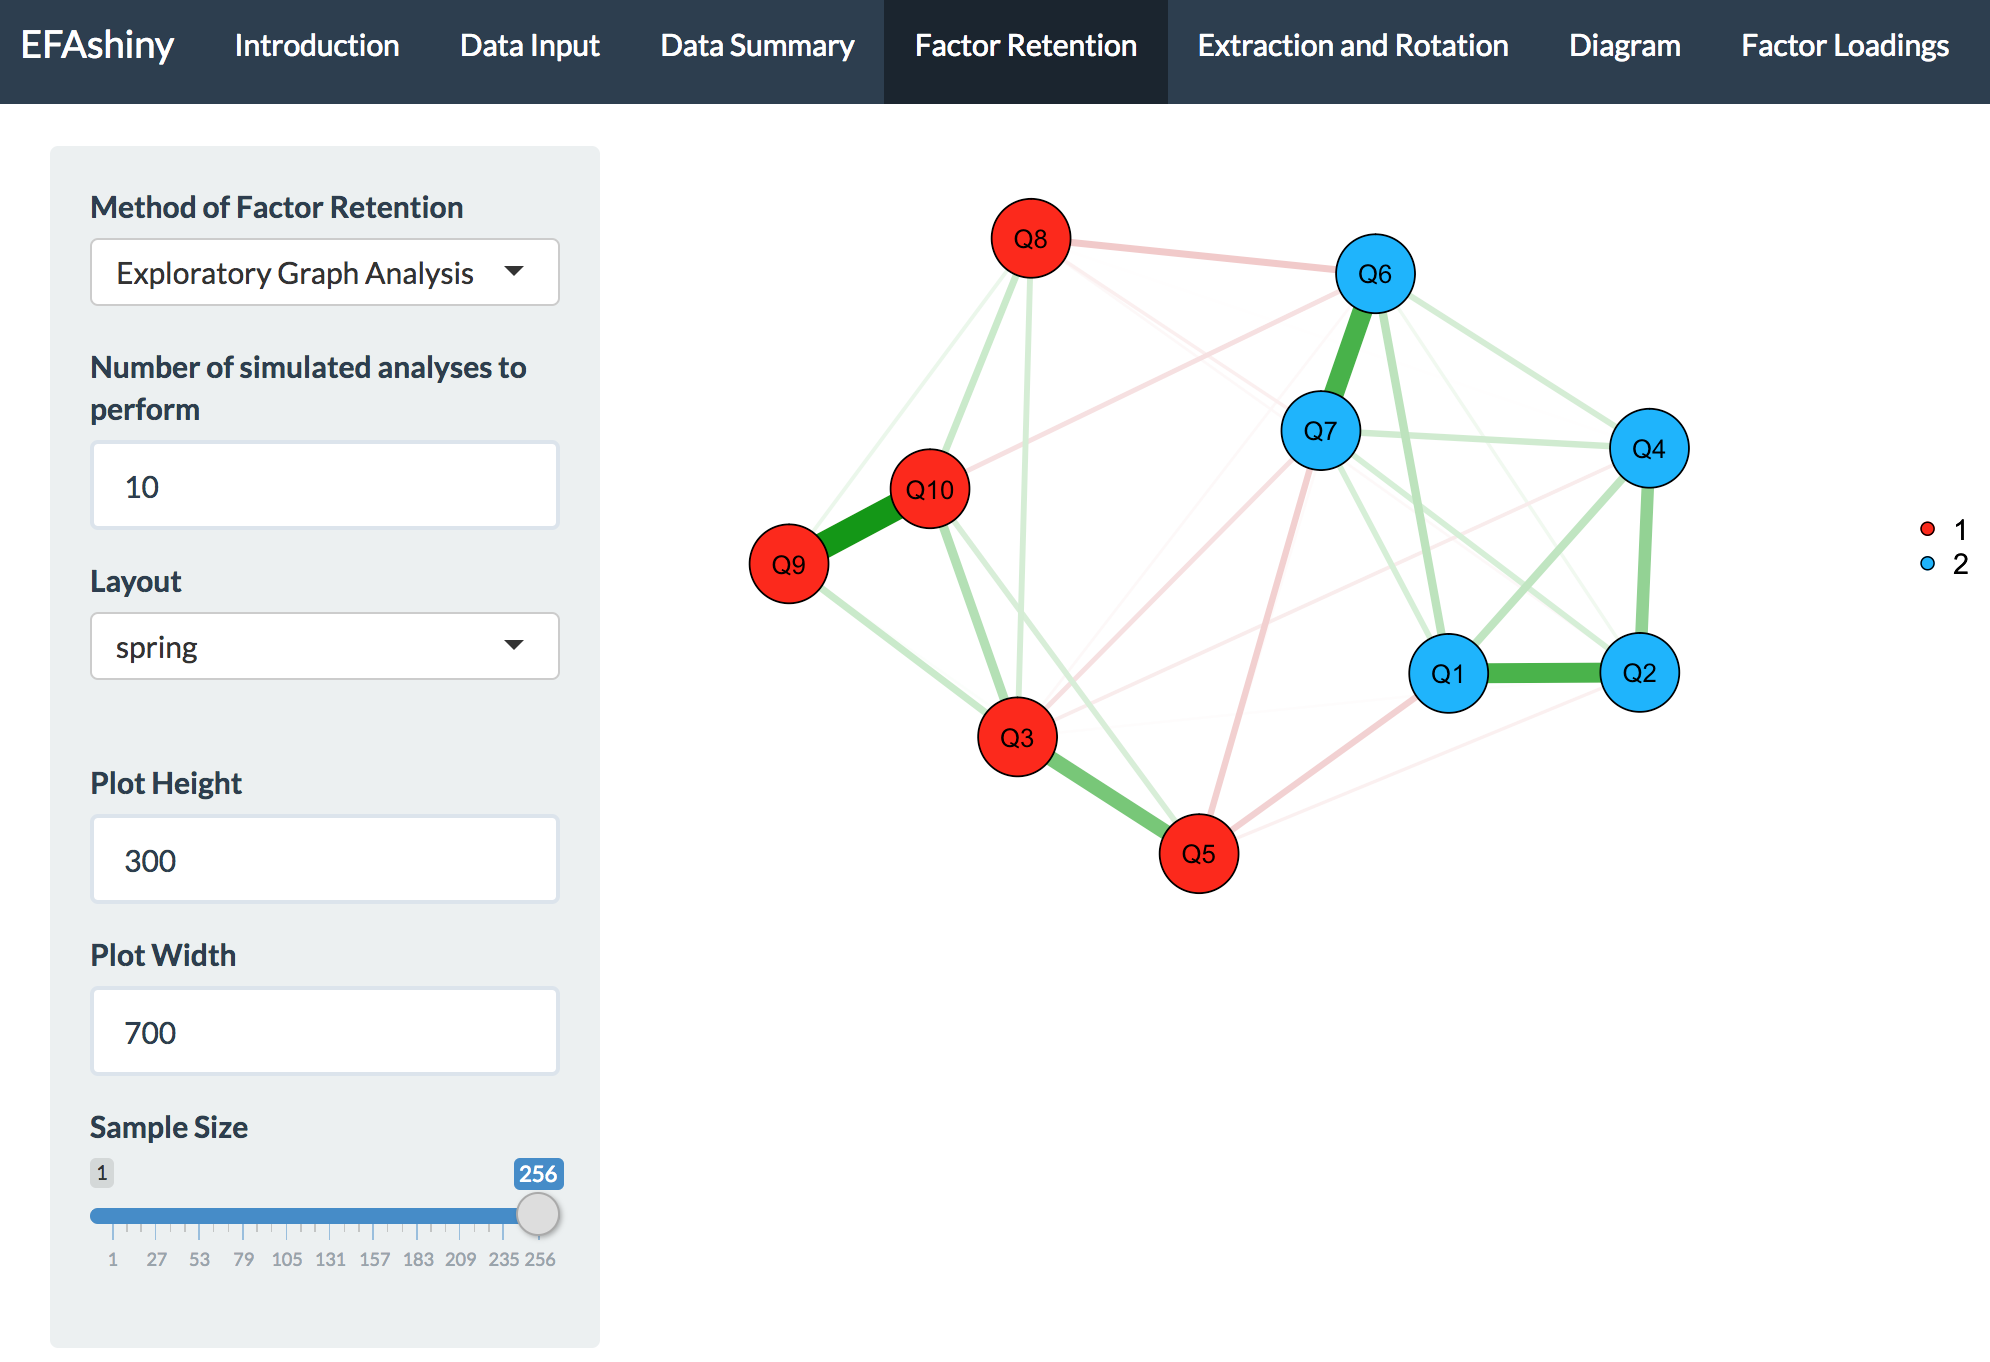 EFAshiny Introduction Data Input Data Summary Factor Retention Extraction and Rotation Diagram Factor Loadings
Method of Factor Retention
Exploratory Graph Analysis
Number of simulated analyses to
perform
10
Layout
spring
Plot Height
300
Plot Width
700
Sample Size
1 256
1 27 53 79 105 131 157 183 209 235 256
Q8
Q6
Q7
Q4
Q10
Q9
Q1
Q2
Q3
Q5
1
2